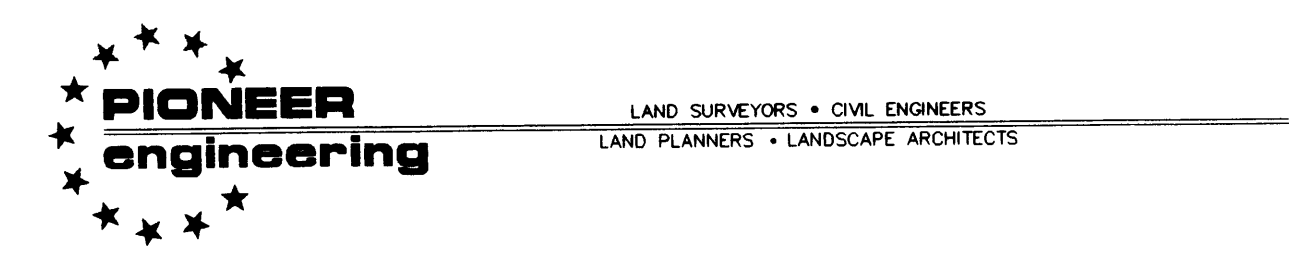 PIONEER
engineering
LAND SURVEYORS • CIVIL ENGINEERS
LAND PLANNERS • LANDSCAPE ARCHITECTS